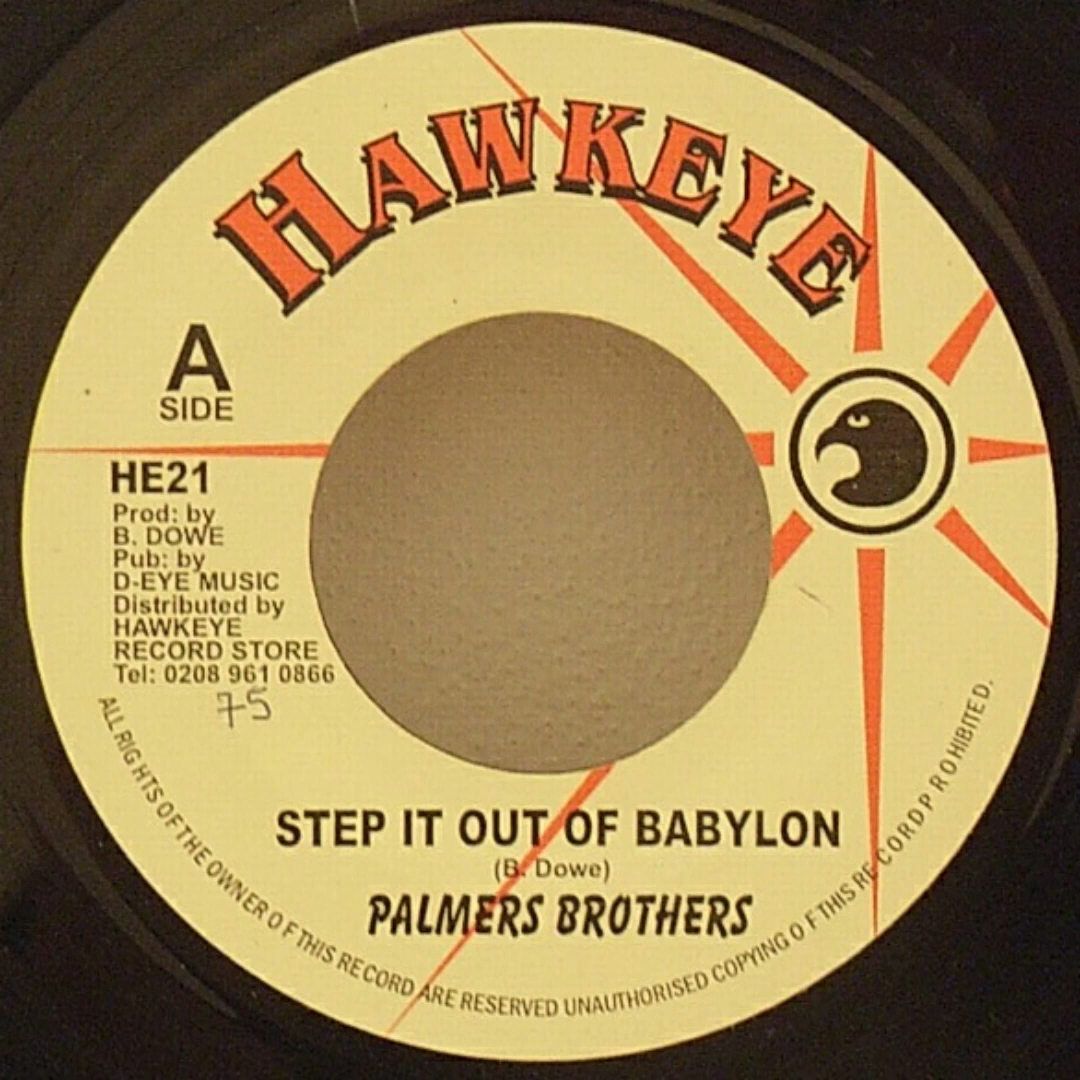 HAWKEYE
A
SIDE
HE21
Prod: by
B. DOWE
Pub: by
D-EYE MUSIC
Distributed by
HAWKEYE
RECORD STORE
Tel: 0208 961 0866
75
STEP IT OUT OF BABYLON
(B. Dowe)
PALMERS BROTHERS
ALL RIGHTS OF THE OWNER OF THIS RECORD ARE RESERVED UNAUTHORISED COPYING OF THIS RECORD PROHIBITED.